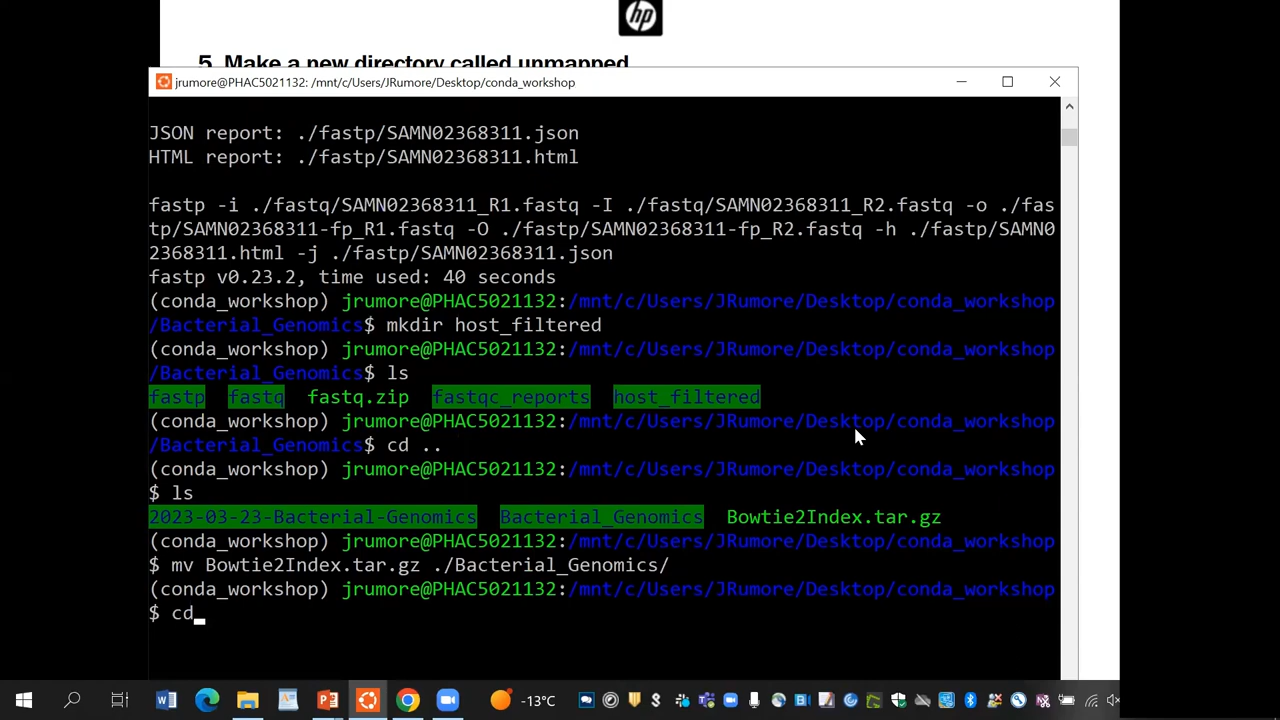 hp
5. Make a new directory called unmapped
jrumore@PHAC5021132: /mnt/c/Users/JRumore/Desktop/conda_workshop
JSON report: ./fastp/SAMN02368311.json
HTML report: ./fastp/SAMN02368311.html
fastp -i ./fastq/SAMN02368311_R1.fastq -I ./fastq/SAMN02368311_R2.fastq -o ./fas
tp/SAMN02368311-fp_R1.fastq -O ./fastp/SAMN02368311-fp_R2.fastq -h ./fastp/SAMN0
2368311.html -j ./fastp/SAMN02368311.json
fastp v0.23.2, time used: 40 seconds
(conda_workshop) jrumore@PHAC5021132:/mnt/c/Users/JRumore/Desktop/conda_workshop
/Bacterial_Genomics$ mkdir host_filtered
(conda_workshop) jrumore@PHAC5021132:/mnt/c/Users/JRumore/Desktop/conda_workshop
/Bacterial_Genomics$ ls
fastp fastq fastq.zip fastqc_reports host_filtered
(conda_workshop) jrumore@PHAC5021132:/mnt/c/Users/JRumore/Desktop/conda_workshop
/Bacterial_Genomics$ cd ..
(conda_workshop) jrumore@PHAC5021132:/mnt/c/Users/JRumore/Desktop/conda_workshop
$ ls
2023-03-23-Bacterial-Genomics Bacterial_Genomics Bowtie2Index.tar.gz
(conda_workshop) jrumore@PHAC5021132:/mnt/c/Users/JRumore/Desktop/conda_workshop
$ mv Bowtie2Index.tar.gz ./Bacterial_Genomics/
(conda_workshop) jrumore@PHAC5021132:/mnt/c/Users/JRumore/Desktop/conda_workshop
$ cd
-13°C